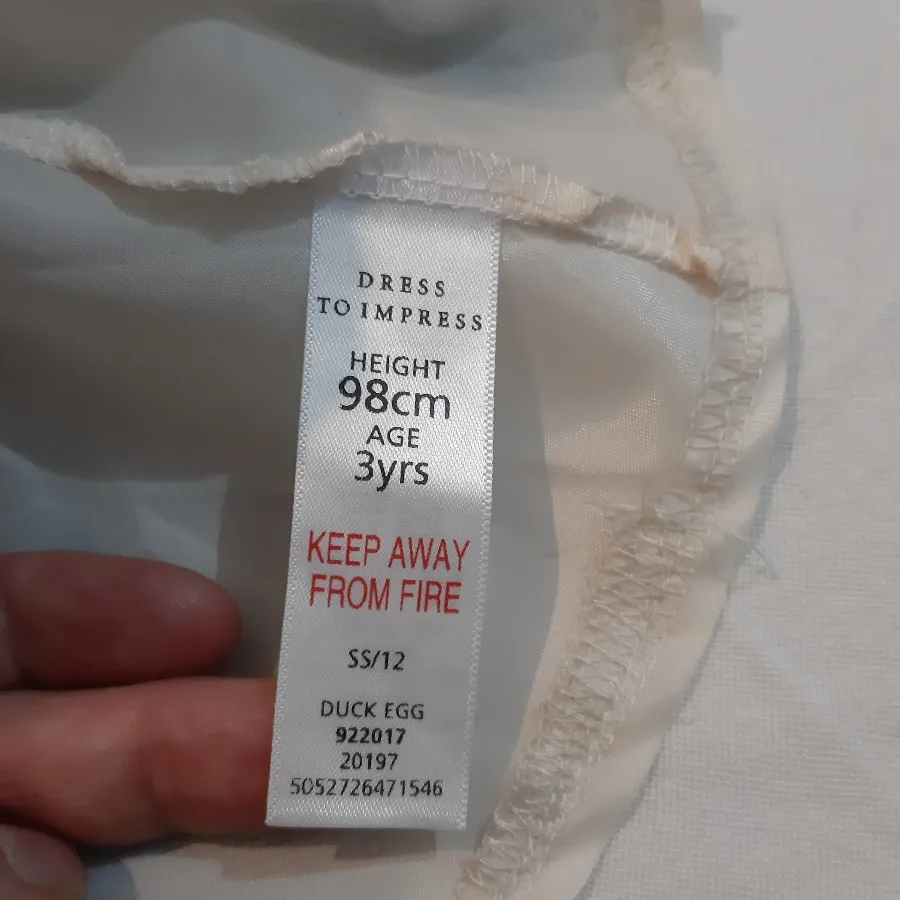 DRESS
TO IMPRESS
HEIGHT
98cm
AGE
3yrs
KEEP AWAY
FROM FIRE
SS/12
DUCK EGG
922017
20197
5052726471546